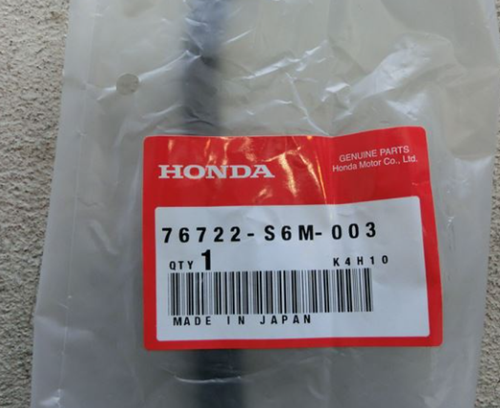 HONDA
GENUINE PARTS
Honda Motor Co., Ltd.
76722-S6M-003
QTY 1 K4H10
MADE IN JAPAN